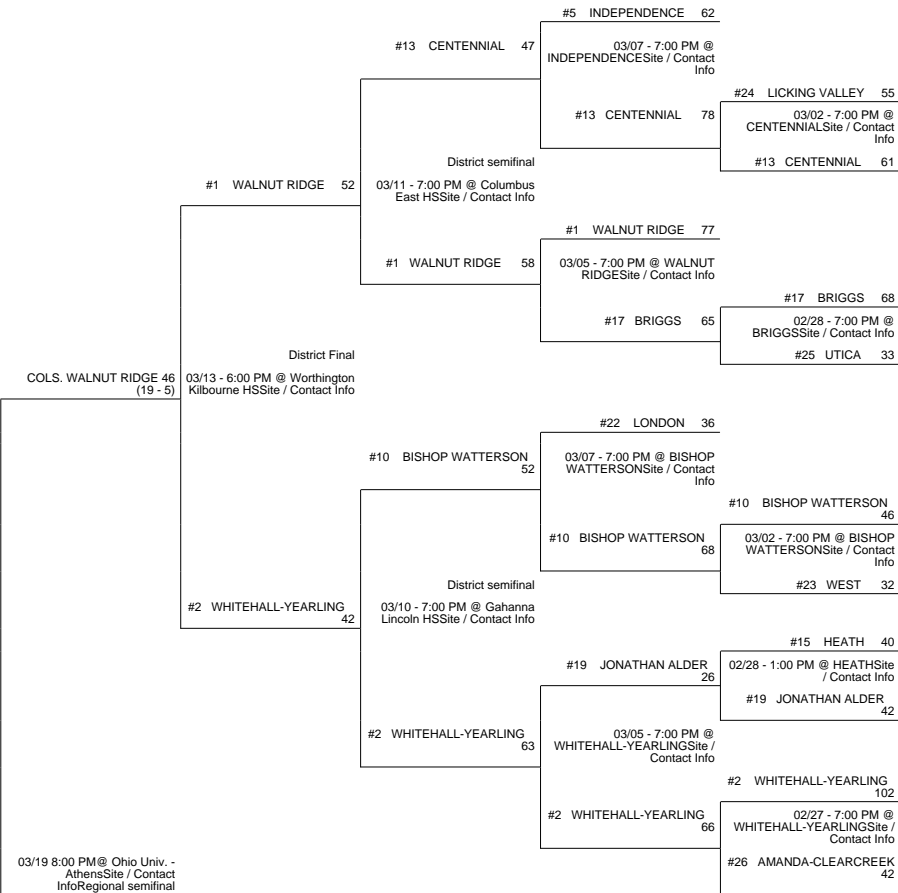 #5 INDEPENDENCE 62
#13 CENTENNIAL 47
03/07 - 7:00 PM @
INDEPENDENCESite / Contact
Info
#24 LICKING VALLEY 55
#13 CENTENNIAL 78
03/02 - 7:00 PM @
CENTENNIALSite / Contact
Info
District semifinal
#13 CENTENNIAL 61
#1 WALNUT RIDGE 52
03/11 - 7:00 PM @ Columbus
East HSSite / Contact Info
#1 WALNUT RIDGE 77
#1 WALNUT RIDGE 58
03/05 - 7:00 PM @ WALNUT
RIDGESite / Contact Info
#17 BRIGGS 68
#17 BRIGGS 65
02/28 - 7:00 PM @
BRIGGSSite / Contact Info
#25 UTICA 33
District Final
COLS. WALNUT RIDGE 46
(19 - 5)
03/13 - 6:00 PM @ Worthington
Kilbourne HSSite / Contact Info
#22 LONDON 36
#10 BISHOP WATTERSON
52
03/07 - 7:00 PM @ BISHOP
WATTERSONSite / Contact
Info
#10 BISHOP WATTERSON
46
#10 BISHOP WATTERSON
68
03/02 - 7:00 PM @ BISHOP
WATTERSONSite / Contact
Info
District semifinal
#23 WEST 32
#2 WHITEHALL-YEARLING
42
03/10 - 7:00 PM @ Gahanna
Lincoln HSSite / Contact Info
#15 HEATH 40
#19 JONATHAN ALDER
26
02/28 - 1:00 PM @ HEATHSite
/ Contact Info
#19 JONATHAN ALDER
42
#2 WHITEHALL-YEARLING
63
03/05 - 7:00 PM @
WHITEHALL-YEARLINGSite /
Contact Info
#2 WHITEHALL-YEARLING
102
#2 WHITEHALL-YEARLING
66
02/27 - 7:00 PM @
WHITEHALL-YEARLINGSite /
Contact Info
#26 AMANDA-CLEARCREEK
42
03/19 8:00 PM@ Ohio Univ. -
AthensSite / Contact
InfoRegional semifinal